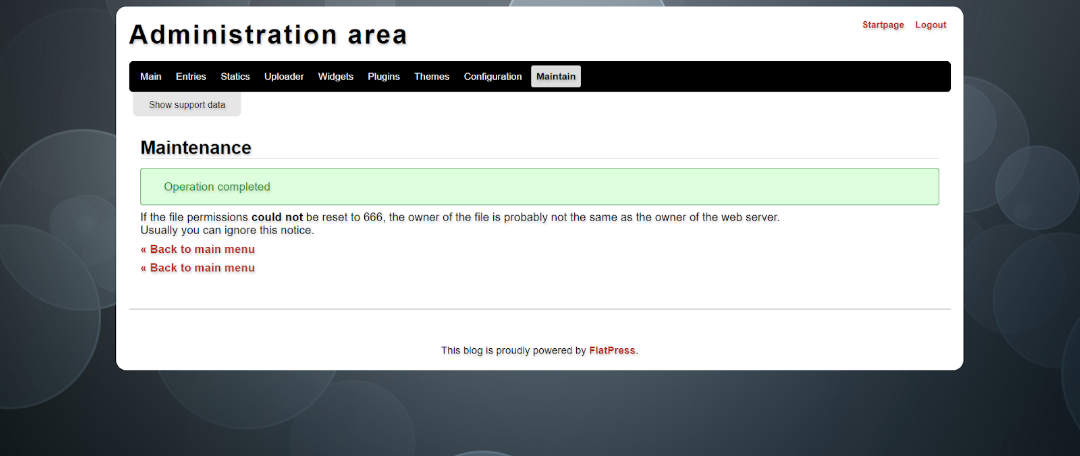 Administration area
Startpage Logout
Main Entries Statics Uploader Widgets Plugins Themes Configuration Maintain
Show support data
Maintenance
Operation completed
If the file permissions could not be reset to 666, the owner of the file is probably not the same as the owner of the web server.
Usually you can ignore this notice.
« Back to main menu
« Back to main menu
This blog is proudly powered by FlatPress.